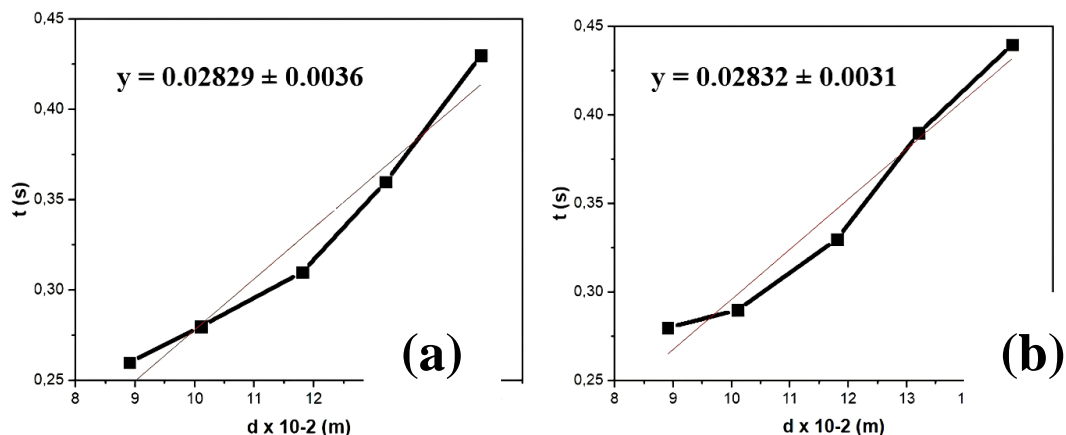 0,45
0,40
0,35
0,30
0,25
t (s)
y = 0.02829 ± 0.0036
(a)
8 9 10 11 12
d x 10-2 (m)
0,45
0,40
0,35
0,30
0,25
t (s)
y = 0.02832 ± 0.0031
(b)
8 9 10 11 12 13 1
d x 10-2 (m)